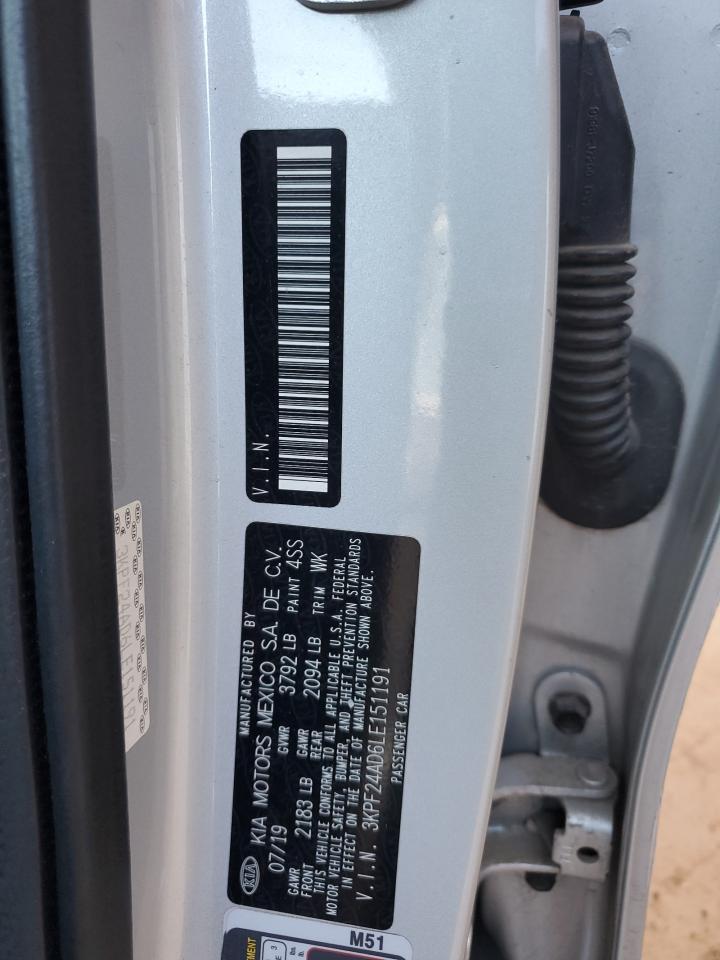 V.I.N.
MANUFACTURED BY
KIA KIA MOTORS MEXICO S.A. DE C.V.
07/19 GVWR 3792 LB PAINT 4SS
GAWR FRONT 2183 LB GAWR REAR 2094 LB TRIM WK
THIS VEHICLE CONFORMS TO ALL APPLICABLE U.S.A. FEDERAL
MOTOR VEHICLE SAFETY, BUMPER, AND THEFT PREVENTION STANDARDS
IN EFFECT ON THE DATE OF MANUFACTURE SHOWN ABOVE.
V.I.N. 3KPF24AD6LE151191
PASSENGER CAR
3KPF24AD6LE151191
M51